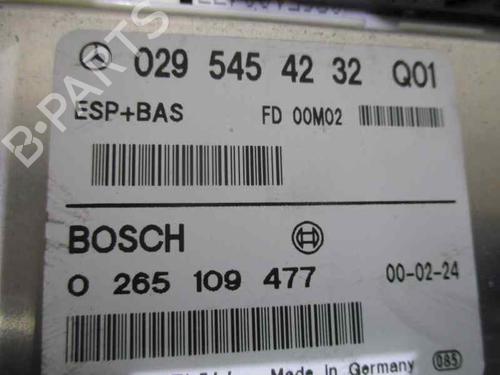 029 545 42 32 Q01
ESP+BAS FD 00M02
BOSCH
0 265 109 477 00-02-24
Made in Germany 085
B-PARTS